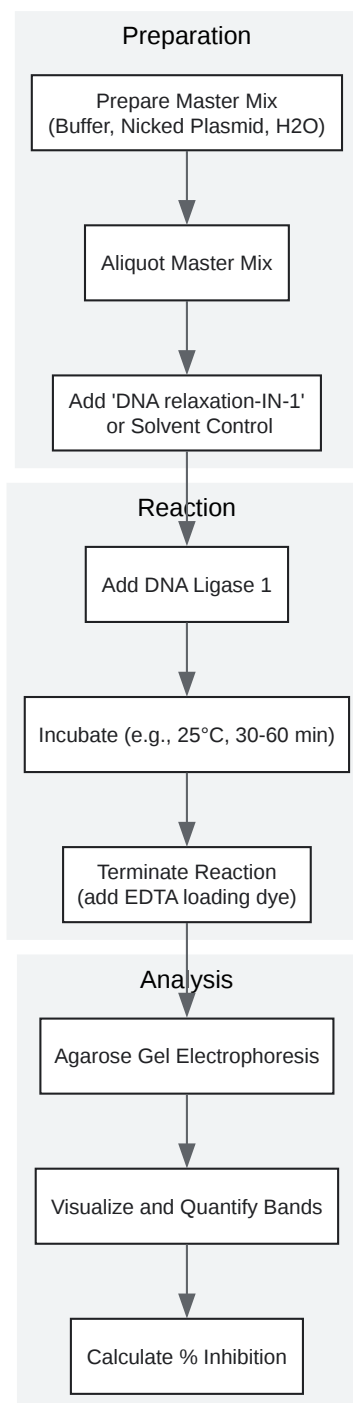 Preparation
Prepare Master Mix
(Buffer, Nicked Plasmid, H2O)
Aliquot Master Mix
Add 'DNA relaxation-IN-1'
or Solvent Control
Reaction
Add DNA Ligase 1
Incubate (e.g., 25°C, 30-60 min)
Terminate Reaction
(add EDTA loading dye)
Analysis
Agarose Gel Electrophoresis
Visualize and Quantify Bands
Calculate % Inhibition